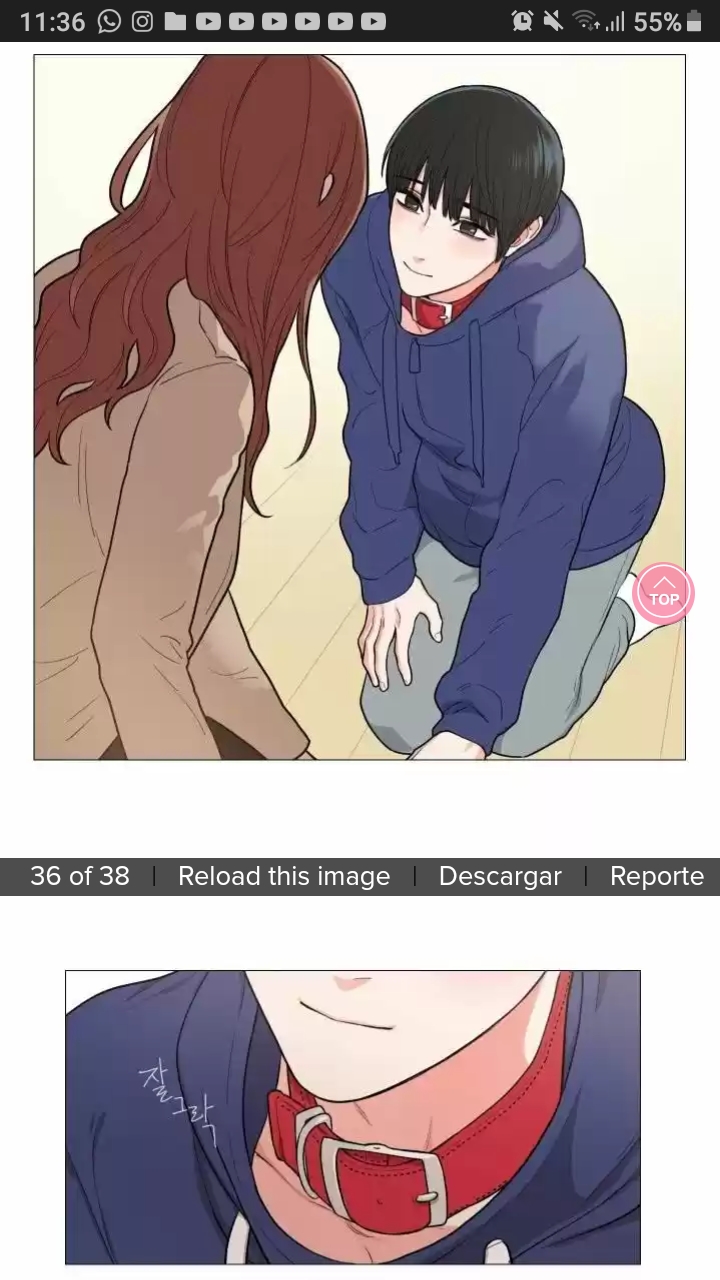 11:36 55%
TOP
36 of 38 | Reload this image | Descargar | Reporte
잘그락